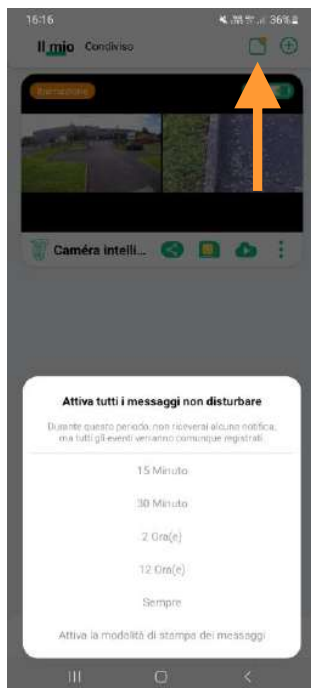 16:16 36%
Il mio Condiviso
Caméra intelli...
Attiva tutti i messaggi non disturbare
Durante questo periodo, non riceverai alcuna notifica,
ma tutti gli eventi verranno comunque registrati.
15 Minuto
30 Minuto
2 Ora(e)
12 Ora(e)
Sempre
Attiva la modalità di stampa dei messaggi